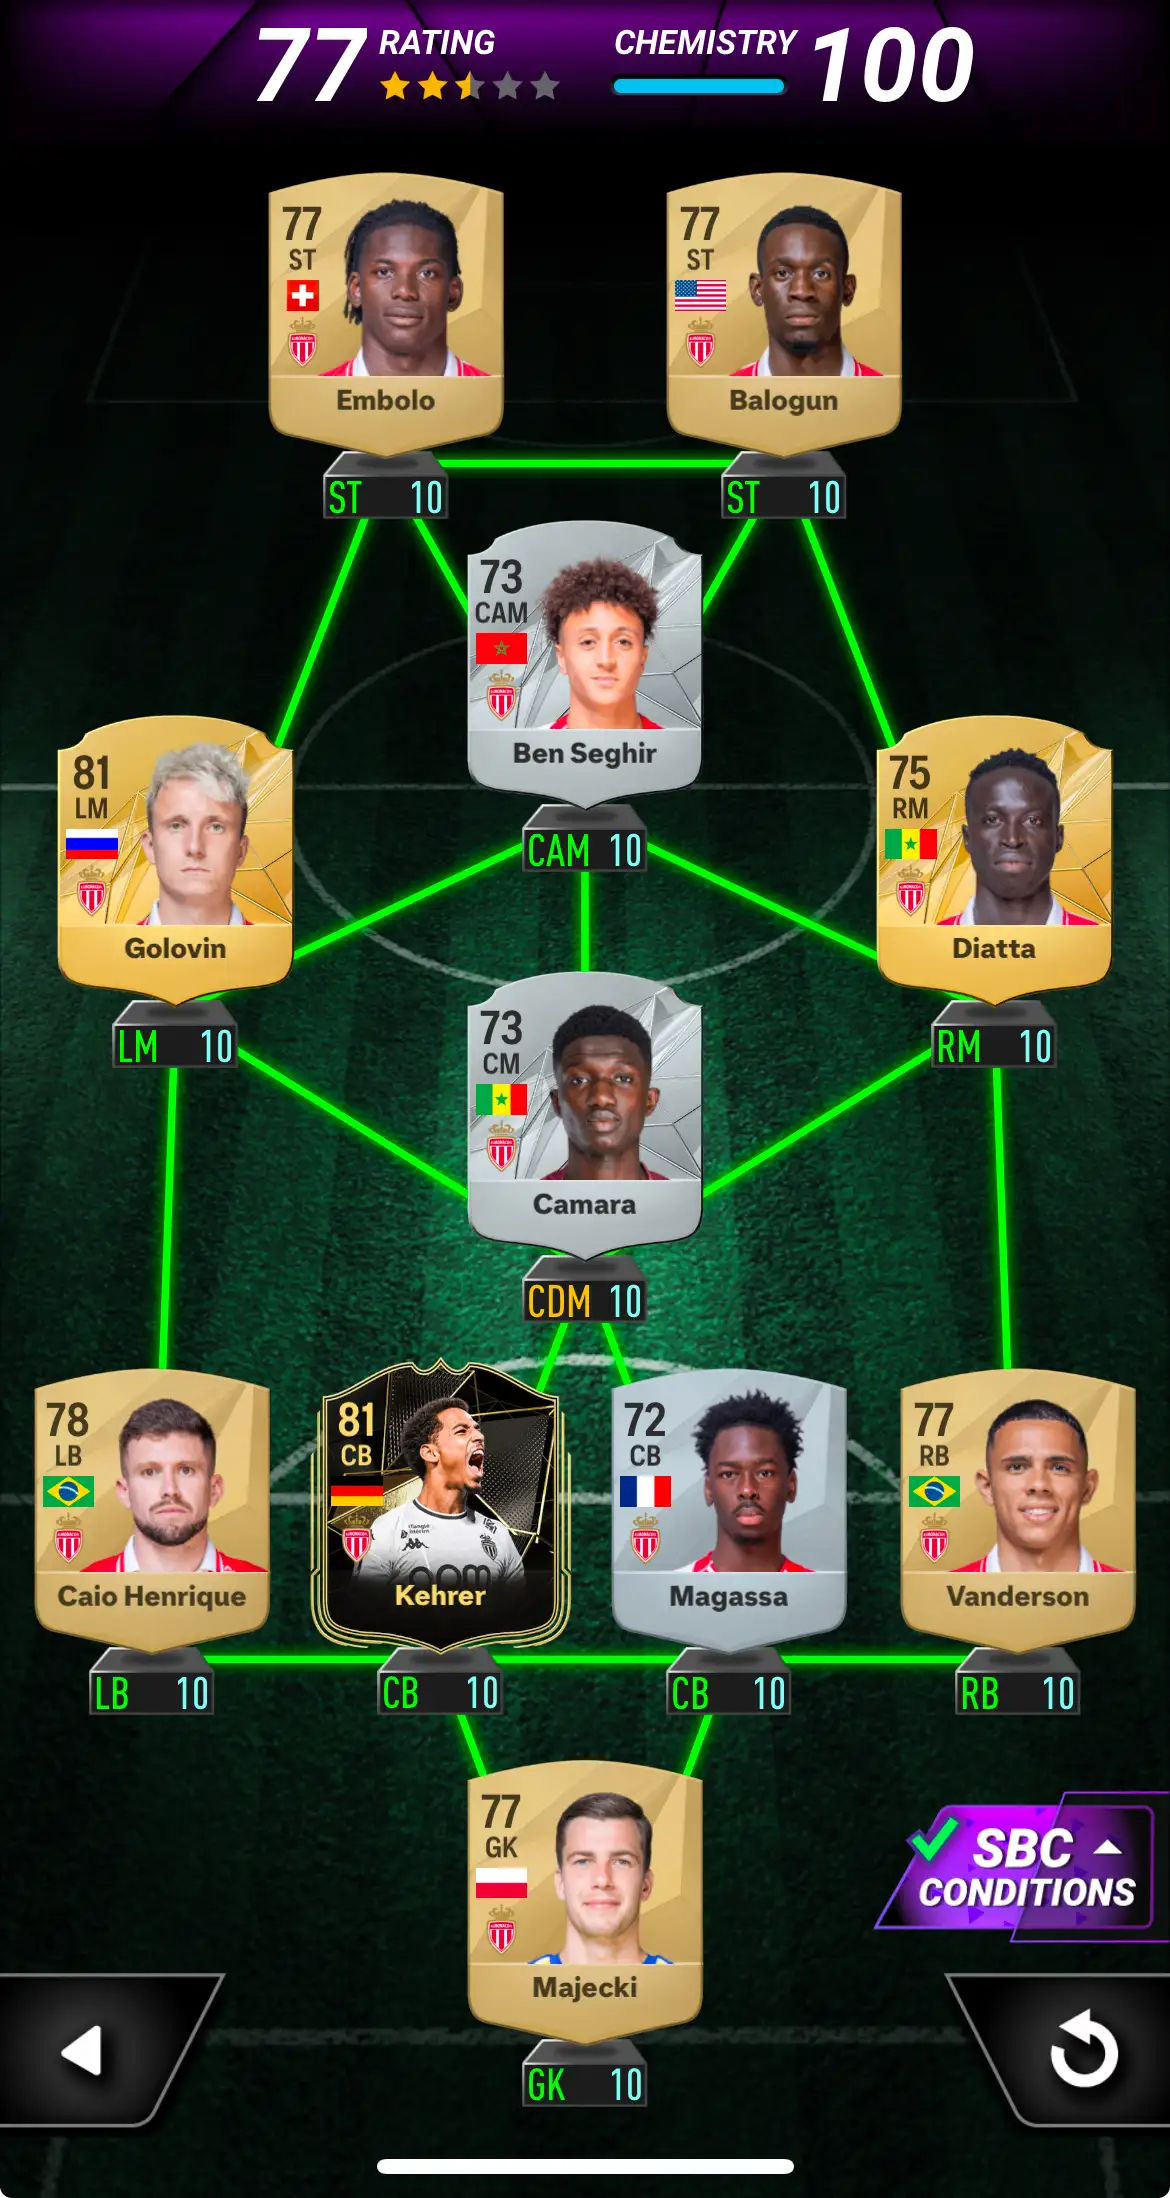 77 RATING CHEMISTRY 100
77 ST Embolo
ST 10
77 ST Balogun
ST 10
73 CAM Ben Seghir
CAM 10
81 LM Golovin
LM 10
75 RM Diatta
RM 10
73 CM Camara
CDM 10
78 LB Caio Henrique
LB 10
81 CB Kehrer
CB 10
72 CB Magassa
CB 10
77 RB Vanderson
RB 10
77 GK Majecki
GK 10
SBC
CONDITIONS